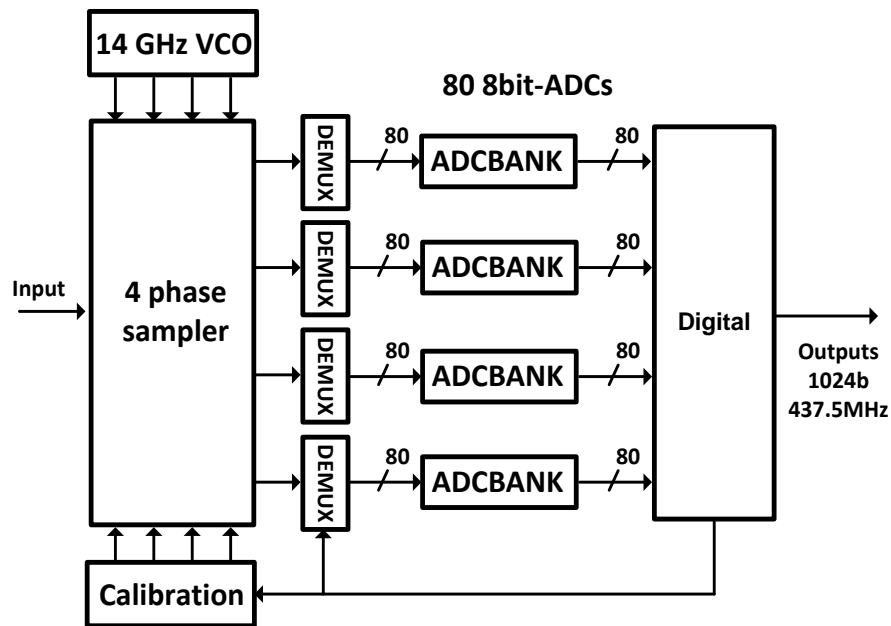 14 GHz VCO
80 8bit-ADCs
4 phase
sampler
Input
DEMUX
80
ADCBANK
80
DEMUX
80
ADCBANK
80
DEMUX
80
ADCBANK
80
DEMUX
80
ADCBANK
80
Digital
Outputs
1024b
437.5MHz
Calibration